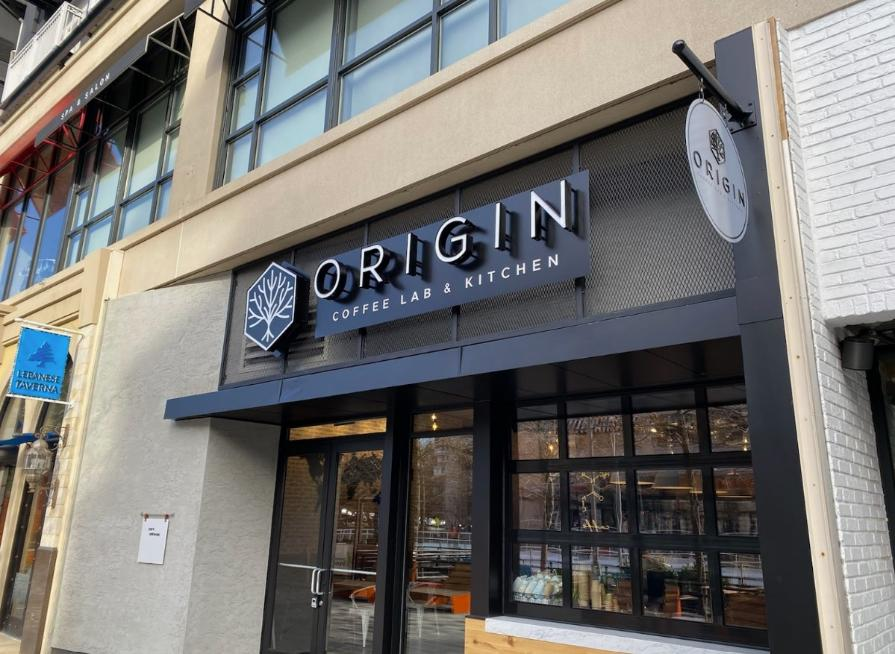 SPA & SALON
ORIGIN
COFFEE LAB & KITCHEN
ORIGIN
LEBANESE
TAVERNA